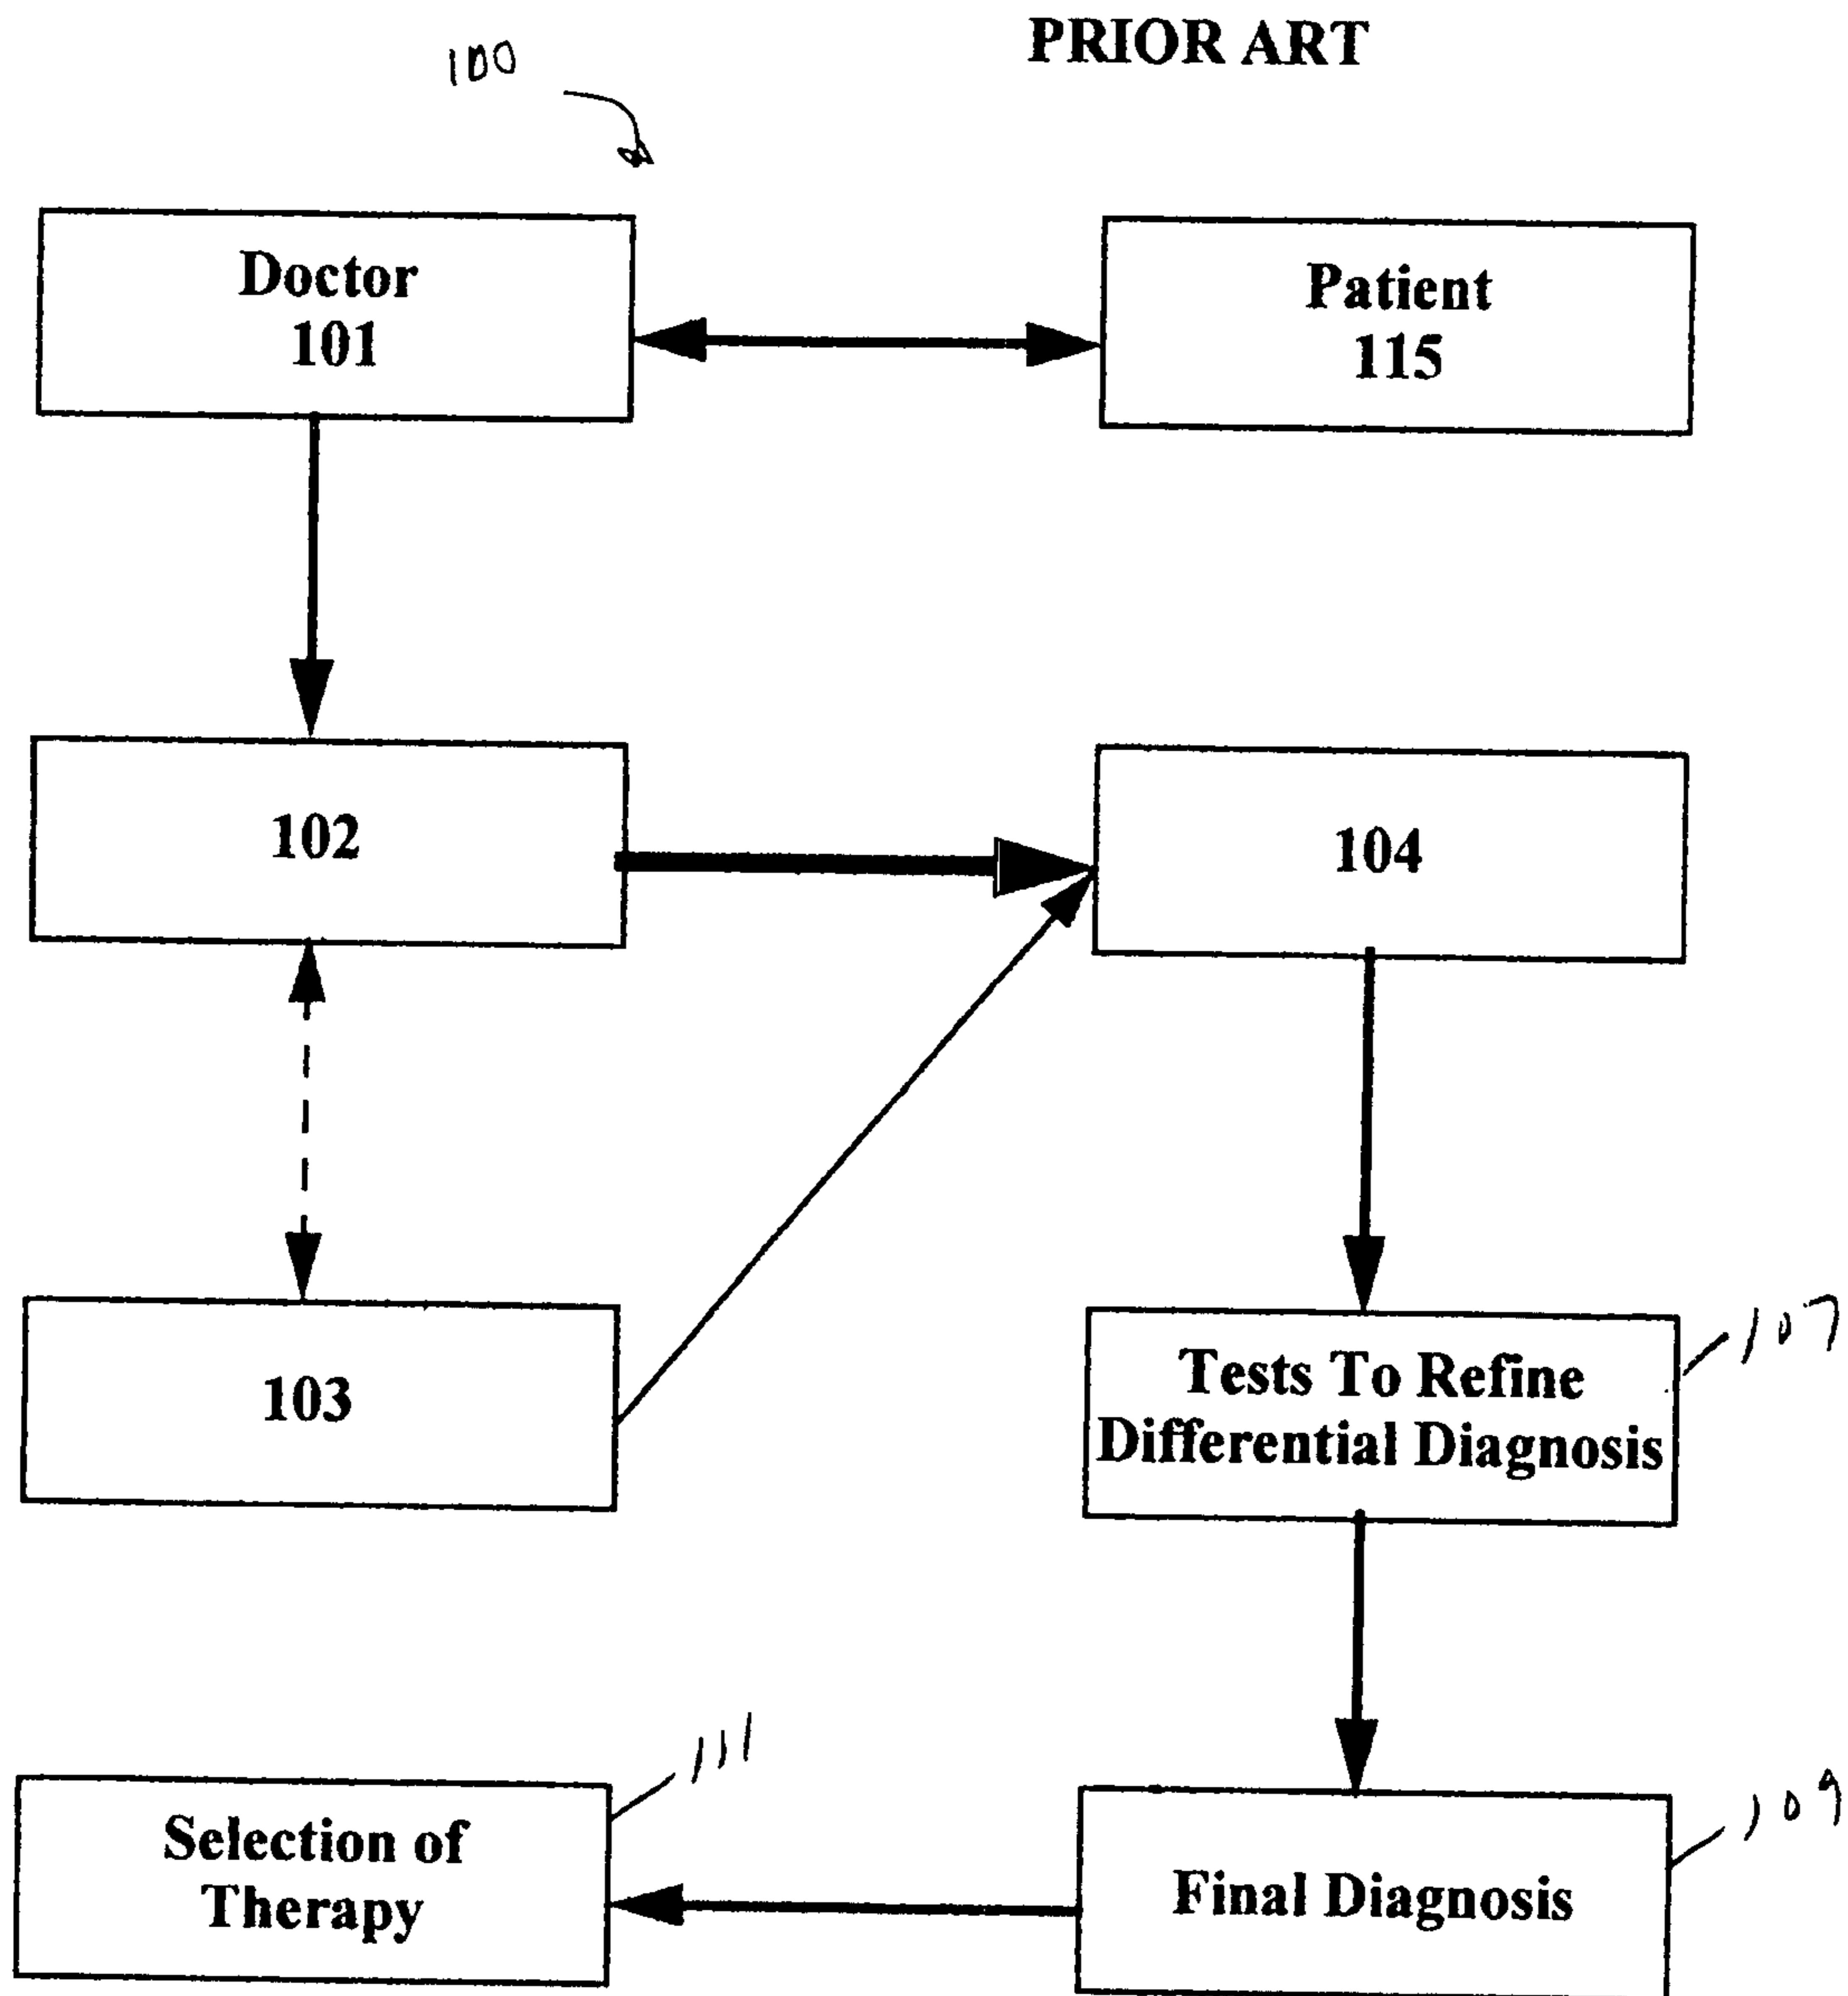 PRIOR ART
100
Doctor
101
Patient
115
102
104
103
Tests To Refine
Differential Diagnosis
107
Selection of
Therapy
111
Final Diagnosis
109